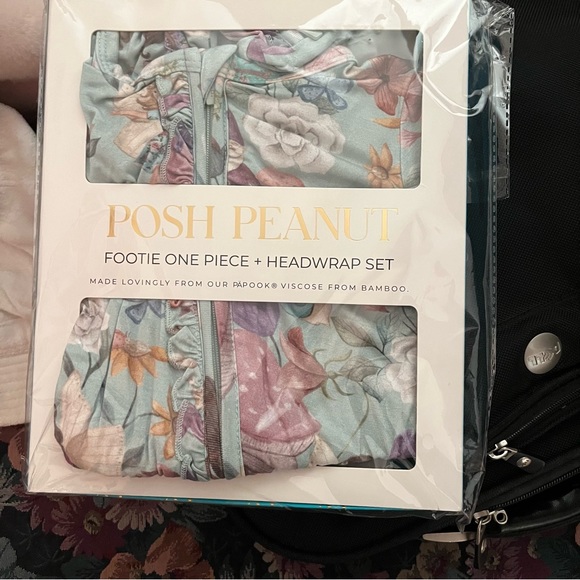 POSH PEANUT
FOOTIE ONE PIECE + HEADWRAP SET
MADE LOVINGLY FROM OUR PAPOOK® VISCOSE FROM BAMBOO.